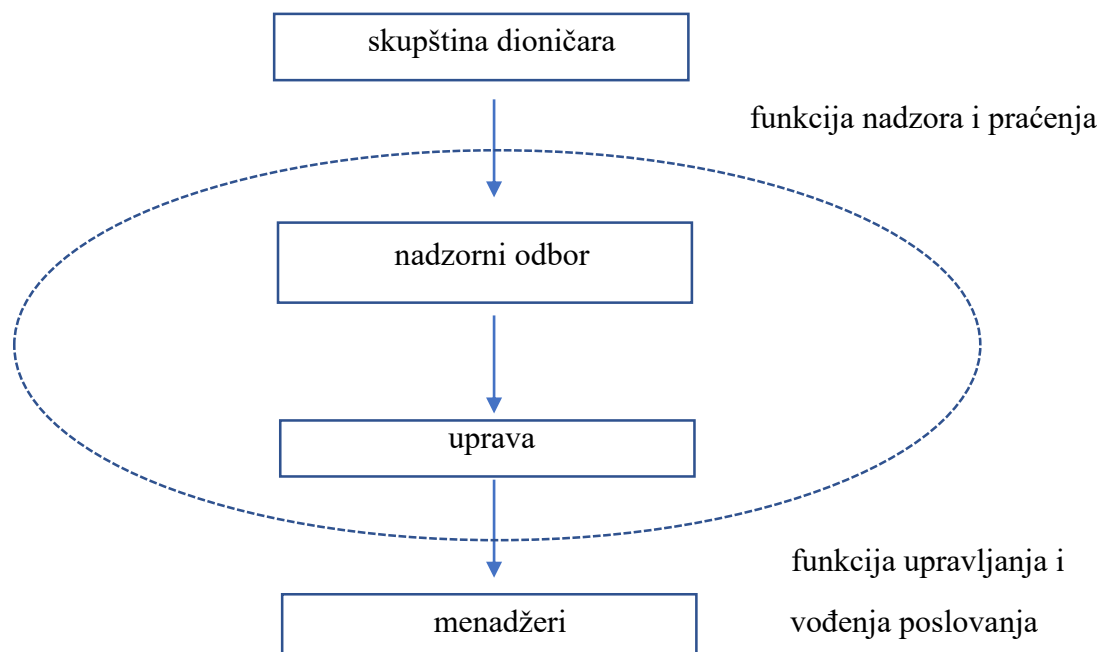 skupština dioničara
funkcija nadzora i praćenja
nadzorni odbor
uprava
funkcija upravljanja i
vođenja poslovanja
menadžeri